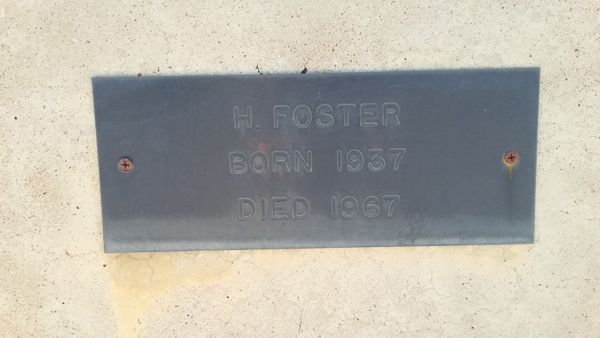 H. FOSTER
BORN 1937
DIED 1967